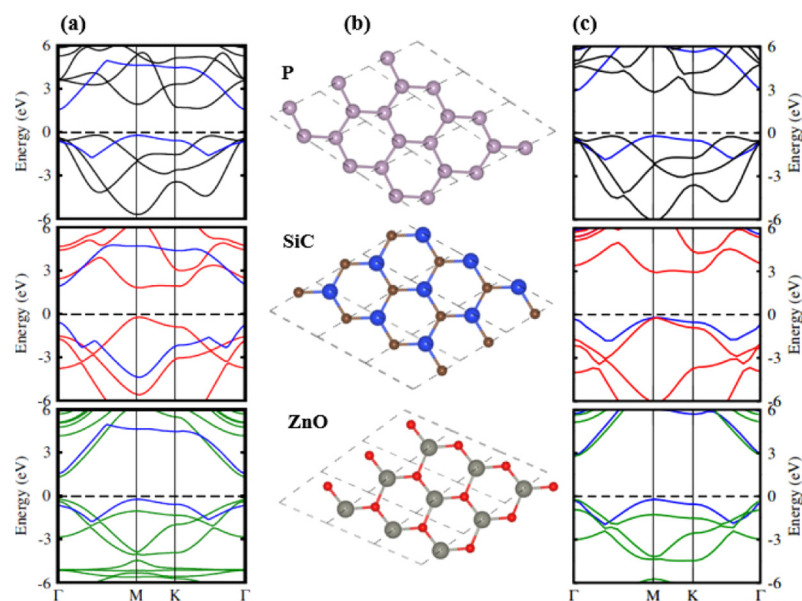 (a) (b) (c)
Energy (eV)
6
3
0
-3
-6
P
Energy (eV)
6
3
0
-3
-6
Energy (eV)
6
3
0
-3
-6
SiC
Energy (eV)
6
3
0
-3
-6
Energy (eV)
6
3
0
-3
-6
Γ M K Γ
ZnO
Energy (eV)
6
3
0
-3
-6
Γ M K Γ